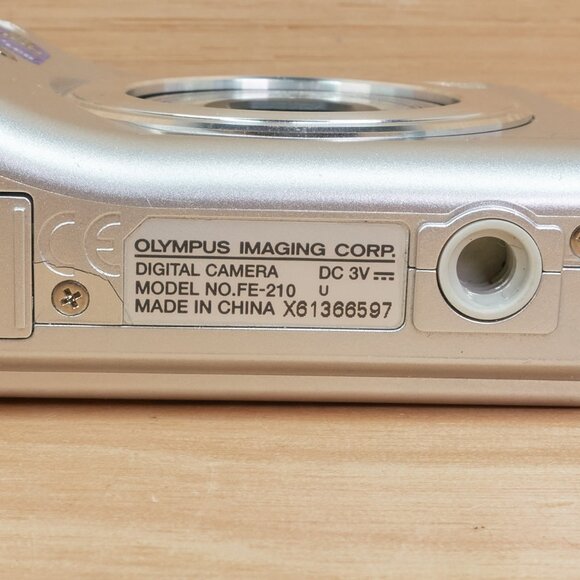 CE
OLYMPUS IMAGING CORP.
DIGITAL CAMERA DC 3V⎓
MODEL NO.FE-210 U
MADE IN CHINA X61366597